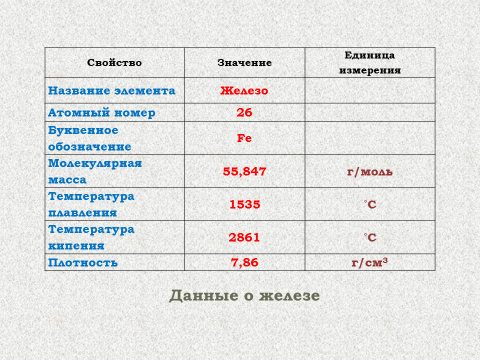 Свойство Значение Единица
измерения
Название элемента Железо
Атомный номер 26
Буквенное
обозначение Fe
Молекулярная
масса 55,847 г/моль
Температура
плавления 1535 °C
Температура
кипения 2861 °C
Плотность 7,86 г/см³
Данные о железе